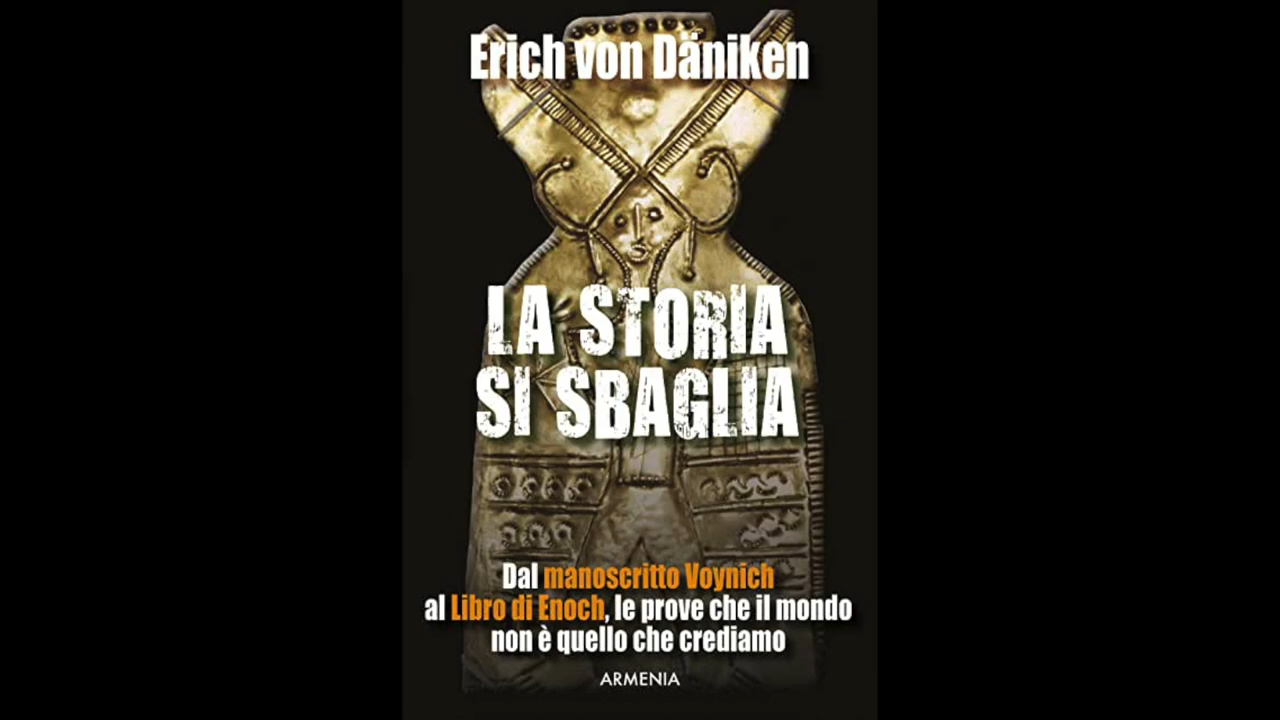 Erich von Däniken
LA STORIA
SI SBAGLIA
Dal manoscritto Voynich
al Libro di Enoch, le prove che il mondo
non è quello che crediamo
ARMENIA